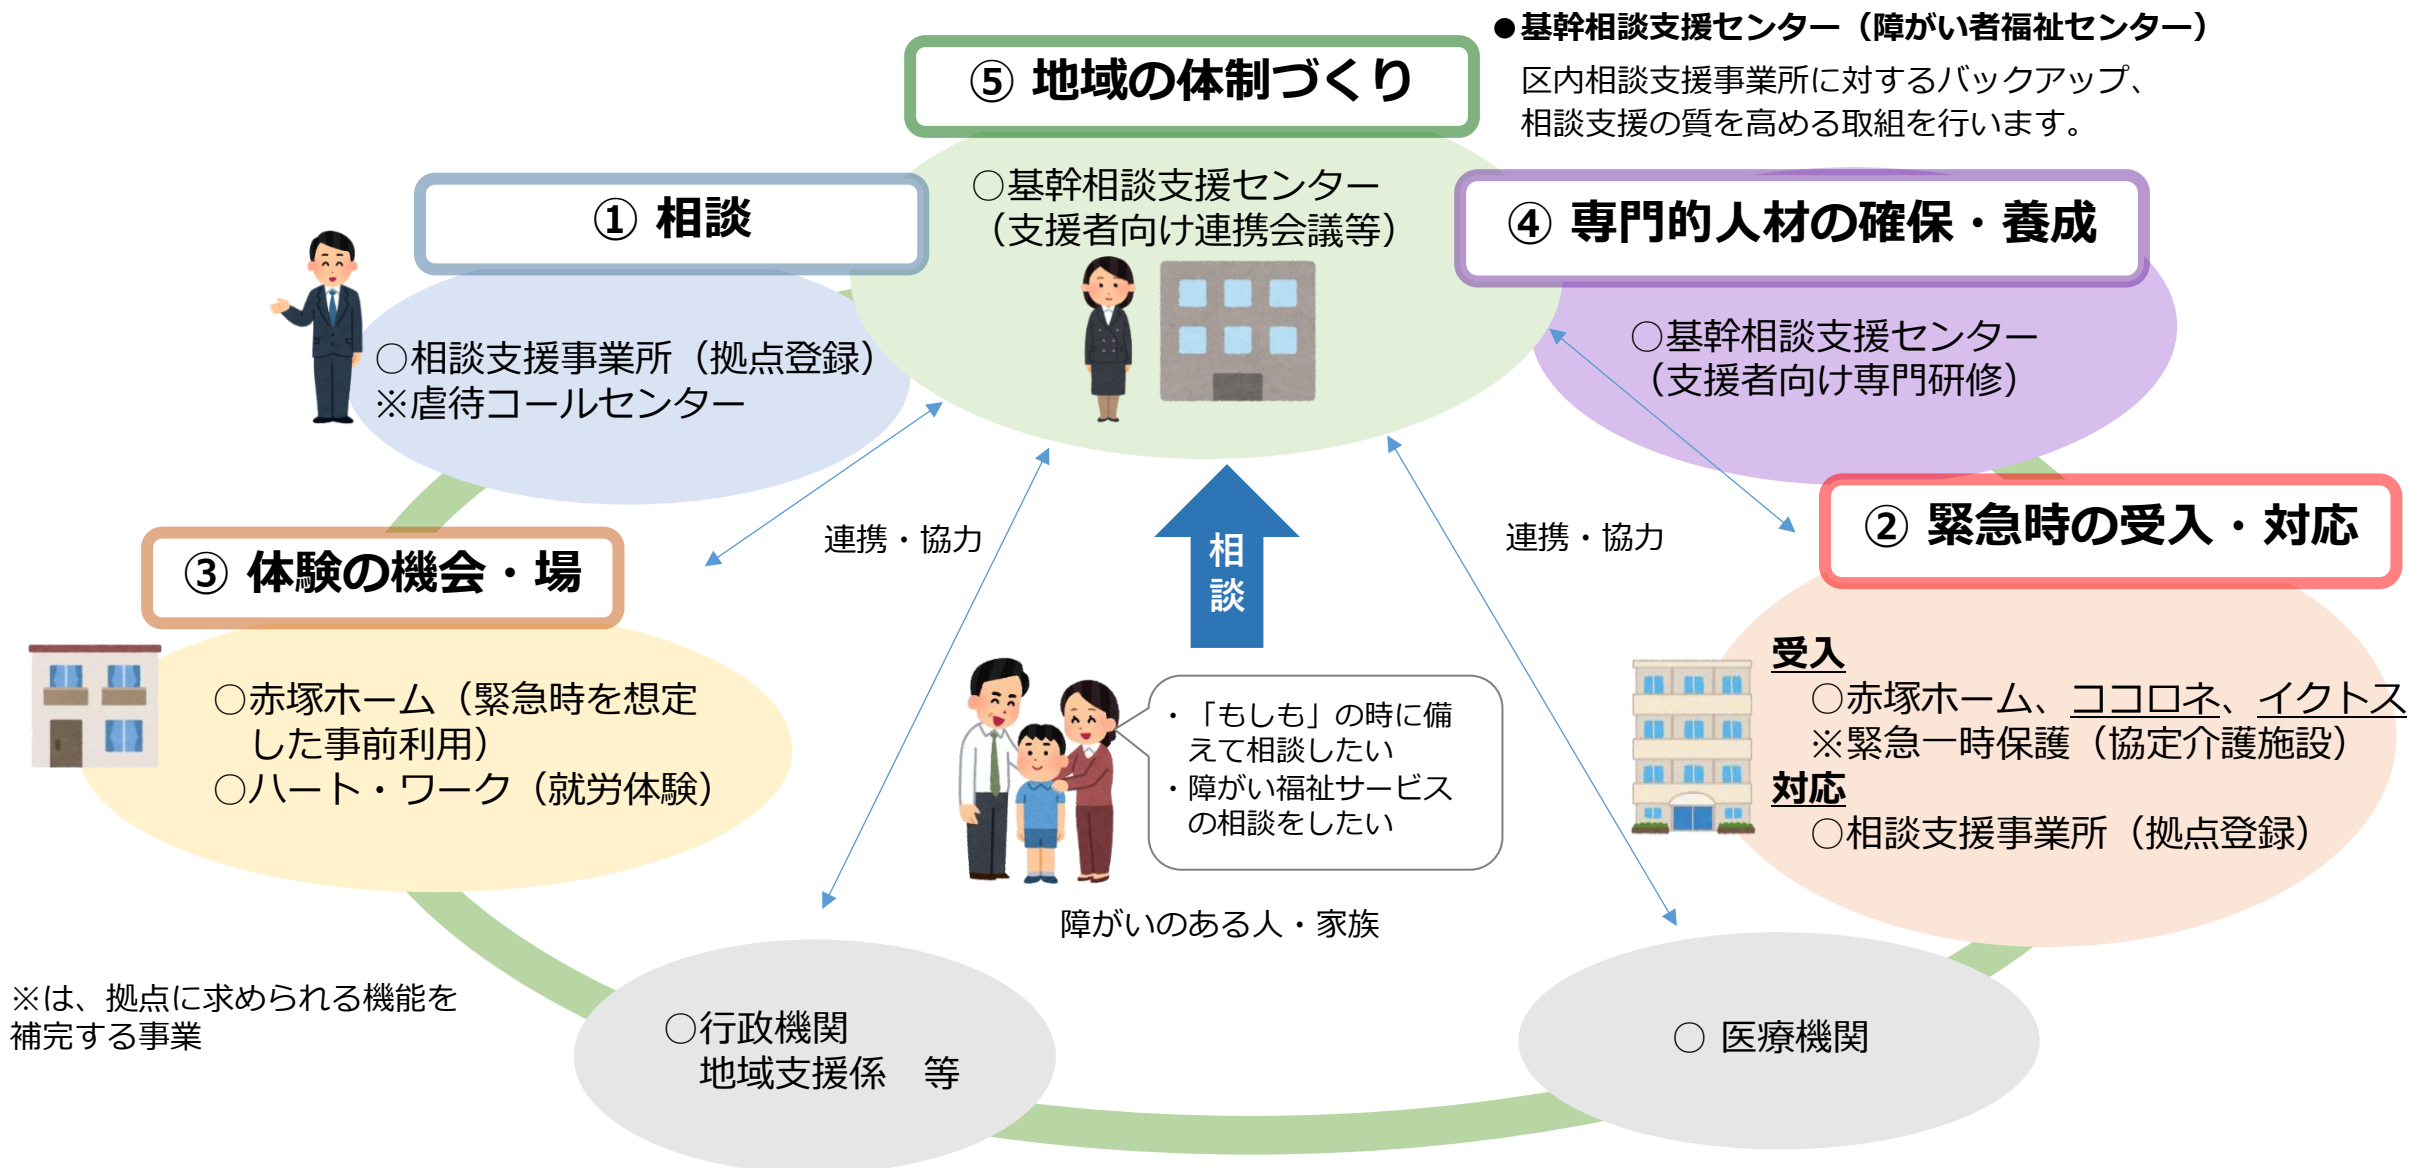 ●基幹相談支援センター（障がい者福祉センター）
区内相談支援事業所に対するバックアップ、
相談支援の質を高める取組を行います。
⑤ 地域の体制づくり
○基幹相談支援センター
（支援者向け連携会議等）
① 相談
○相談支援事業所（拠点登録）
※虐待コールセンター
④ 専門的人材の確保・養成
○基幹相談支援センター
（支援者向け専門研修）
連携・協力
相談
連携・協力
② 緊急時の受入・対応
受入
○赤塚ホーム、ココロネ、イクトス
※緊急一時保護（協定介護施設）
対応
○相談支援事業所（拠点登録）
③ 体験の機会・場
○赤塚ホーム（緊急時を想定
した事前利用）
○ハート・ワーク（就労体験）
・「もしも」の時に備
えて相談したい
・障がい福祉サービス
の相談をしたい
障がいのある人・家族
※は、拠点に求められる機能を
補完する事業
○行政機関
地域支援係　等
○ 医療機関